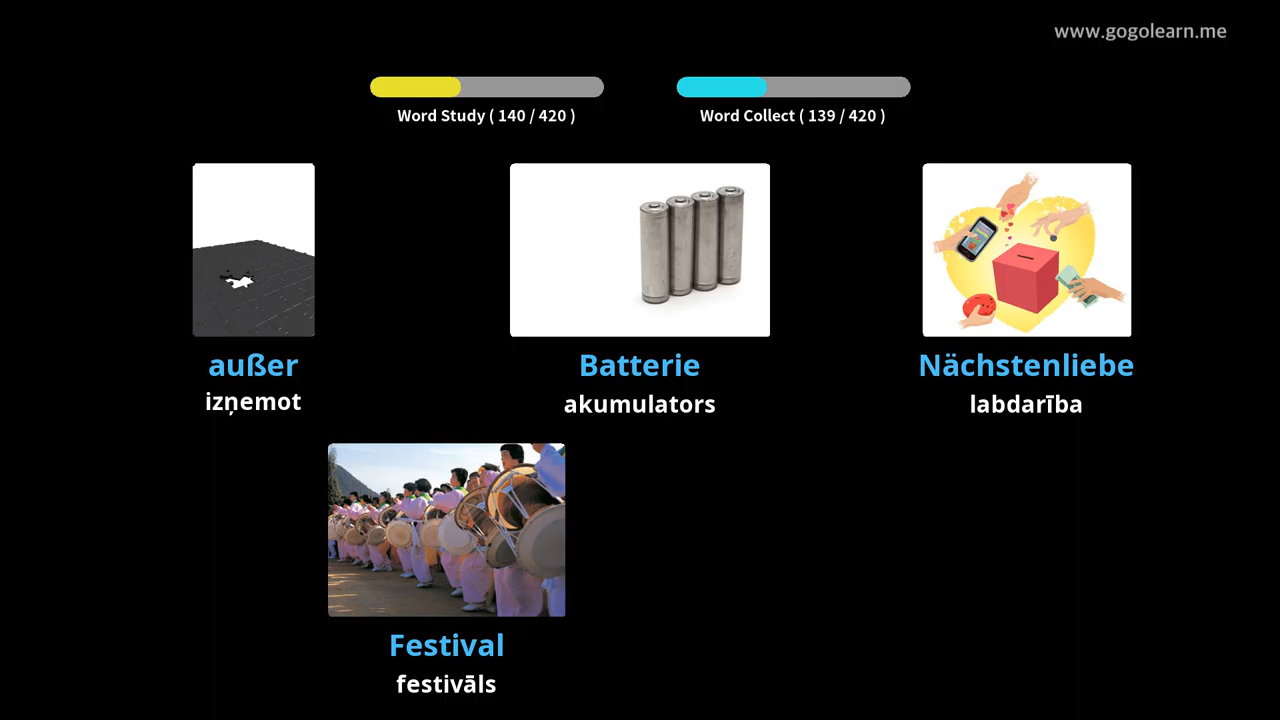 www.gogolearn.me
Word Study ( 140 / 420 )
Word Collect ( 139 / 420 )
außer
izņemot
Batterie
akumulators
Nächstenliebe
labdarība
Festival
festivāls